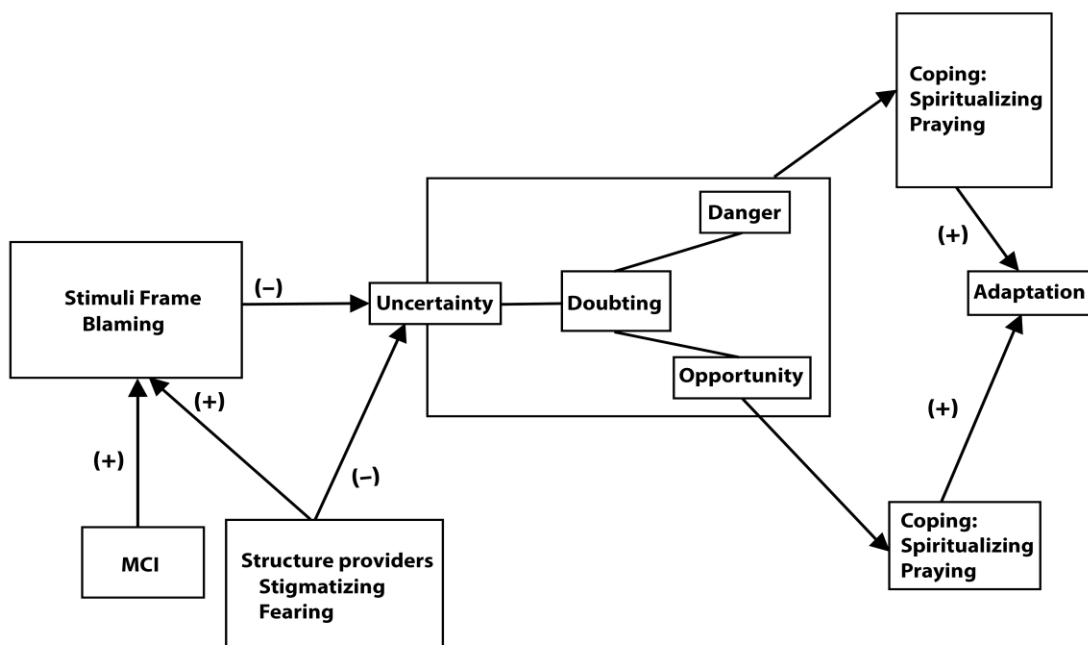 Coping:
Spiritualizing
Praying
Danger
(+)
Stimuli Frame
Blaming
(–)
Uncertainty
Doubting
Adaptation
Opportunity
(+)
(+)
(+)
(–)
MCI
Structure providers
Stigmatizing
Fearing
Coping:
Spiritualizing
Praying